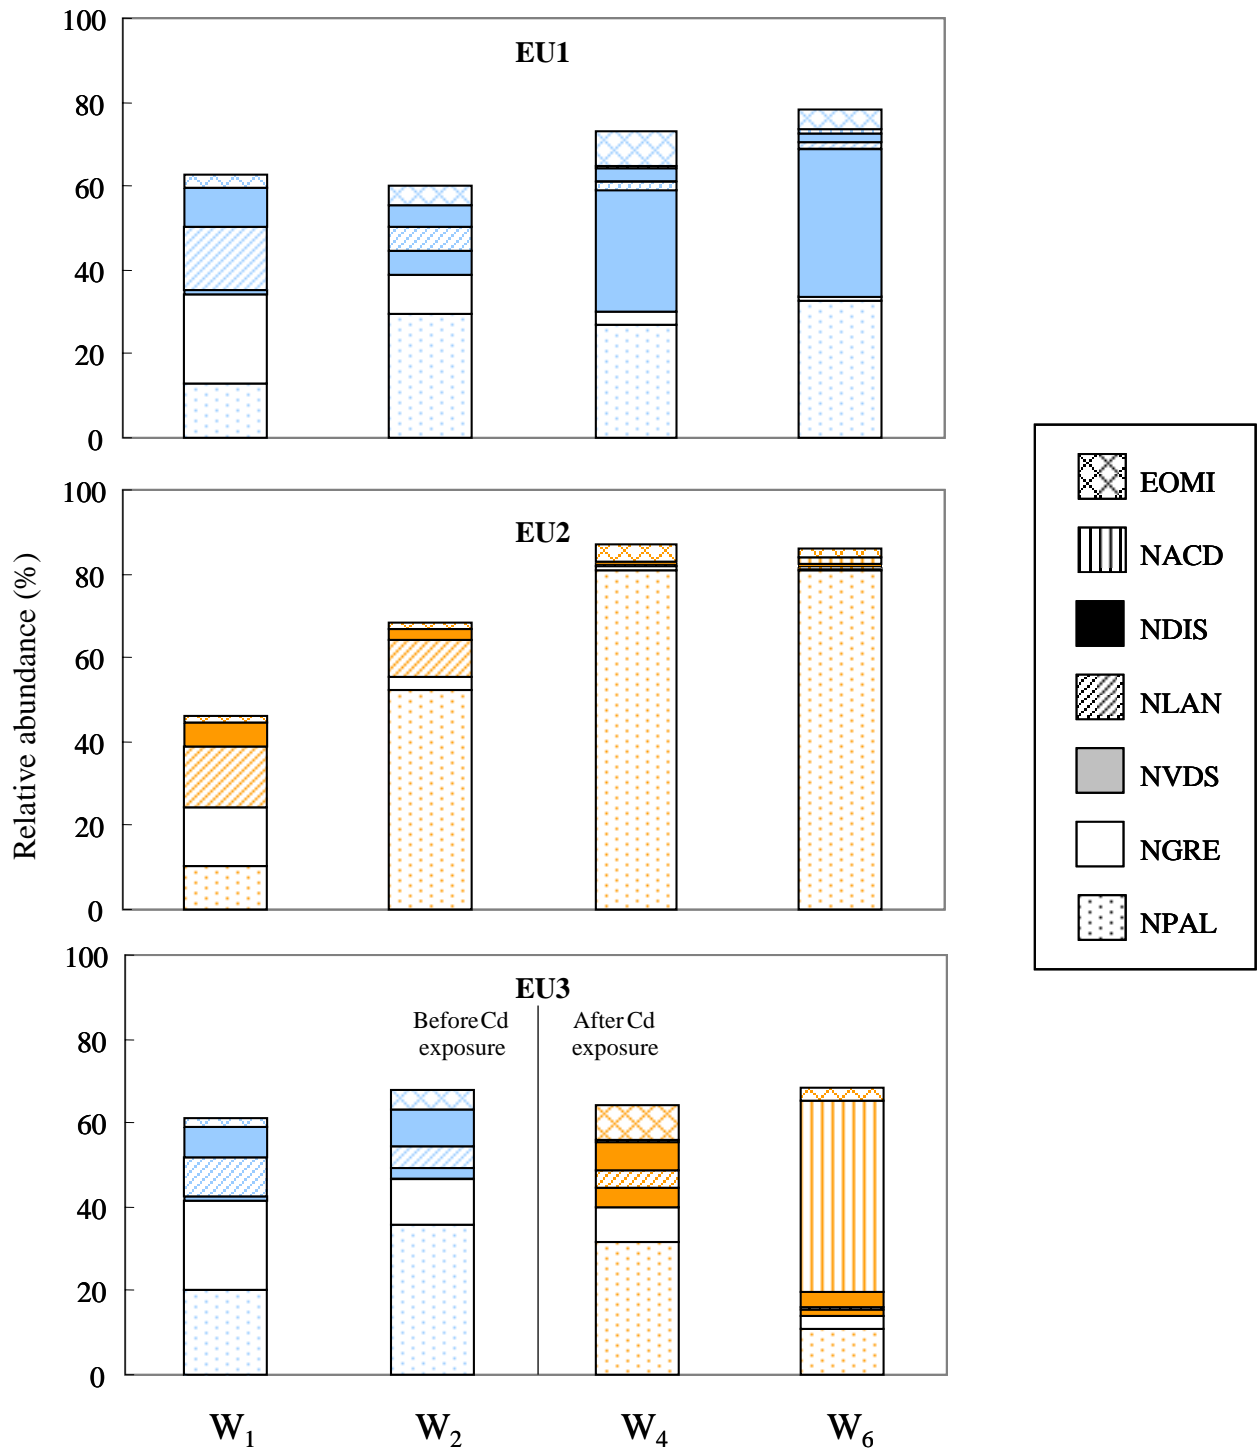 100
EU1
80
60
40
20
0
100
EU2
80
60
40
20
0
Relative abundance (%)
100
EU3
Before Cd
exposure
After Cd
exposure
80
60
40
20
0
W1
W2
W4
W6
EOMI
NACD
NDIS
NLAN
NVDS
NGRE
NPAL